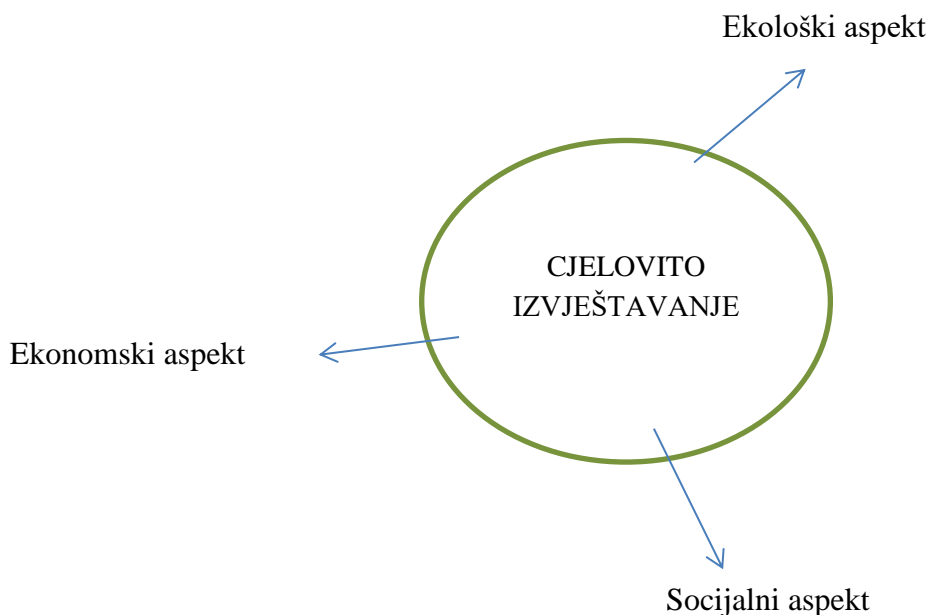 Ekološki aspekt
CJELOVITO
IZVJEŠTAVANJE
Ekonomski aspekt
Socijalni aspekt